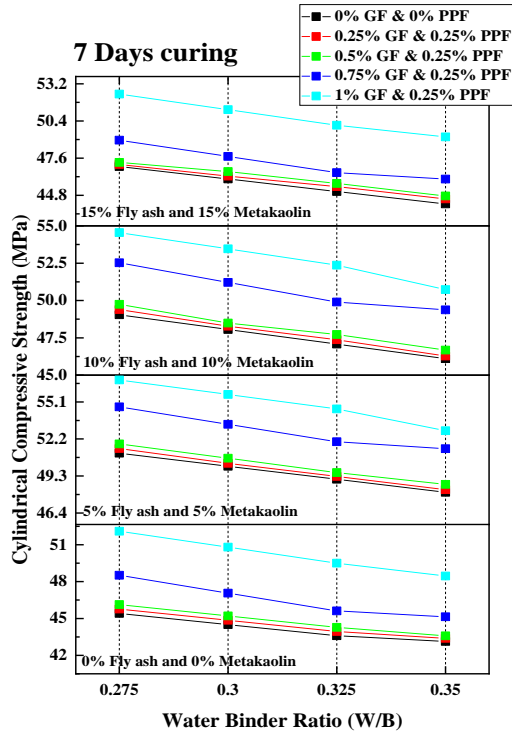 0% GF & 0% PPF
0.25% GF & 0.25% PPF
0.5% GF & 0.25% PPF
0.75% GF & 0.25% PPF
1% GF & 0.25% PPF
7 Days curing
Cylindrical Compressive Strength (MPa)
53.2
50.4
47.6
44.8
15% Fly ash and 15% Metakaolin
55.0
52.5
50.0
47.5
10% Fly ash and 10% Metakaolin
45.0
55.1
52.2
49.3
46.4
5% Fly ash and 5% Metakaolin
51
48
45
42
0% Fly ash and 0% Metakaolin
0.275 0.3 0.325 0.35
Water Binder Ratio (W/B)